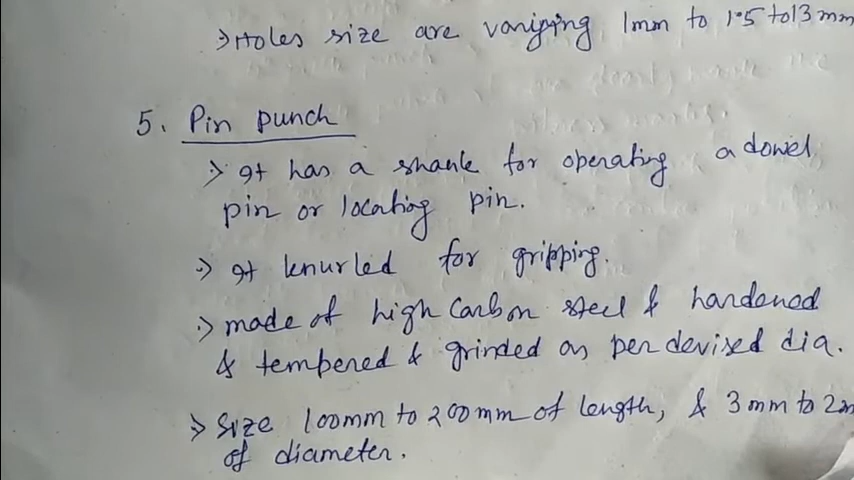 → Holes size are varying 1mm to 1.5 to 13 mm
5. Pin punch
→ It has a shank for operating a dowel
pin or locating pin.
→ It knurled for gripping.
→ made of high carbon steel & hardened
& tempered & grinded as per devised dia.
→ Size 100mm to 200mm of length, & 3mm to
of diameter.